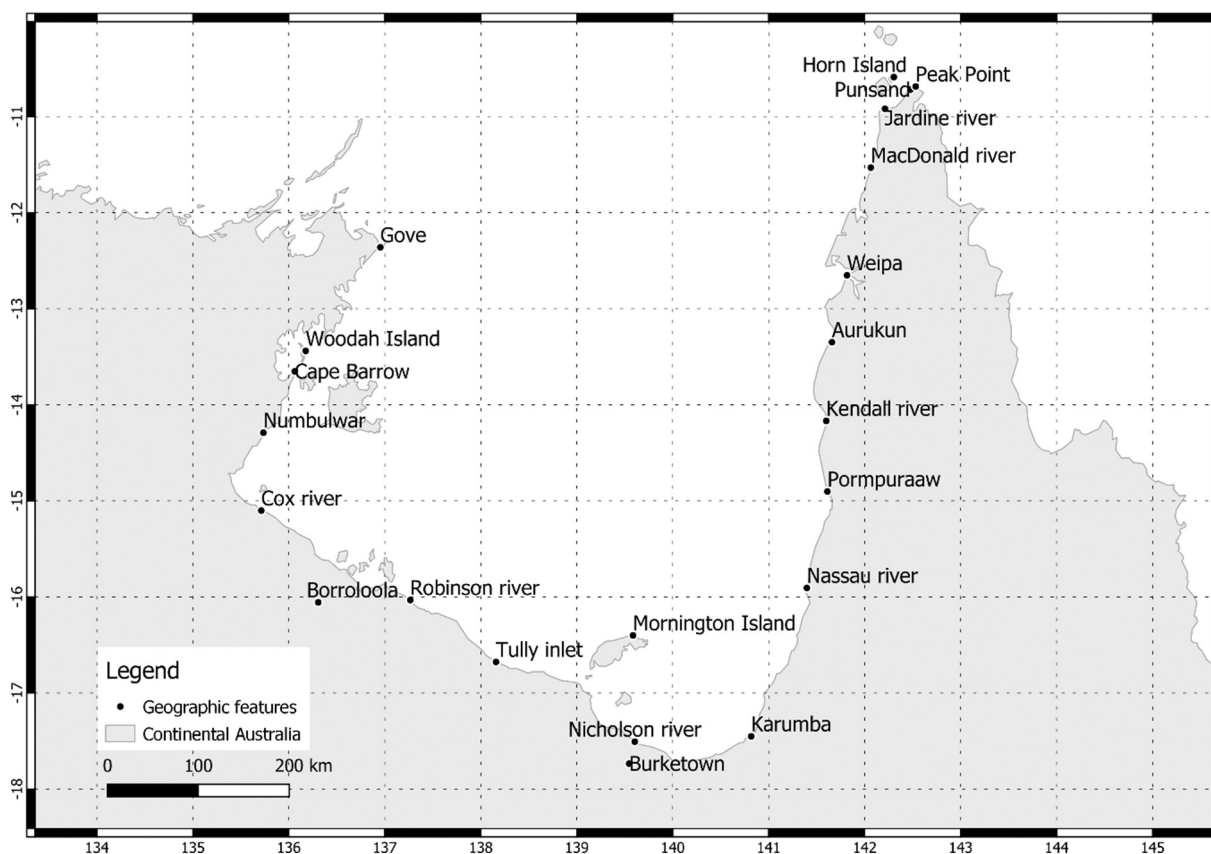 Horn Island
Peak Point
Punsand
Jardine river
MacDonald river
Gove
Weipa
Woodah Island
Aurukun
Cape Barrow
Kendall river
Numbulwar
Pormpuraaw
Cox river
Nassau river
Borroloola
Robinson river
Mornington Island
Tully inlet
Nicholson river
Karumba
Burketown
Legend
Geographic features
Continental Australia
0 100 200 km
-11
-12
-13
-14
-15
-16
-17
-18
134 135 136 137 138 139 140 141 142 143 144 145